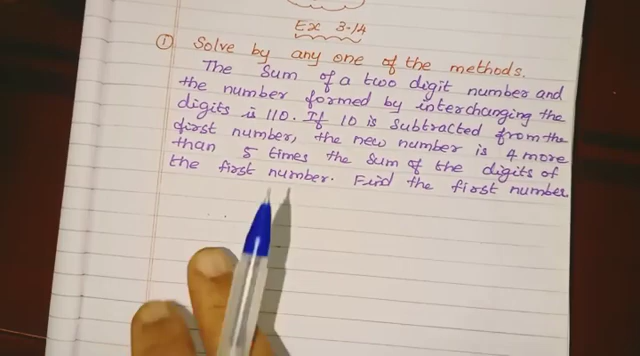 Ex 3.14
① Solve by any one of the methods.
The Sum of a two digit number and
the number formed by interchanging the
digits is 110. If 10 is subtracted from the
first number, the new number is 4 more
than 5 times the sum of the digits of
the first number. Find the first number